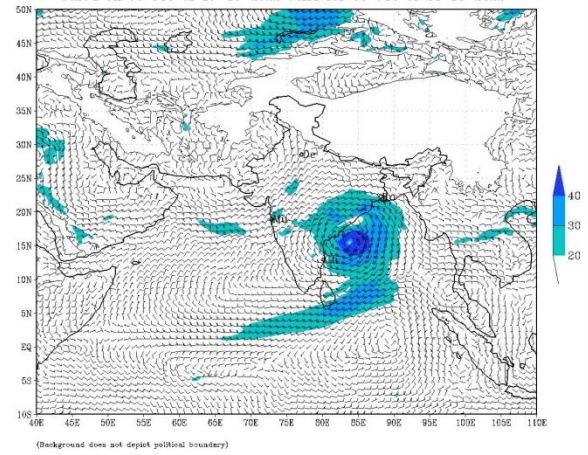 50N
45N
40N
35N
30N
25N
20N
15N
10N
5N
EQ
5S
10S
40E 45E 50E 55E 60E 65E 70E 75E 80E 85E 90E 95E 100E 105E 110E
40
30
20
(Background does not depict political boundary)